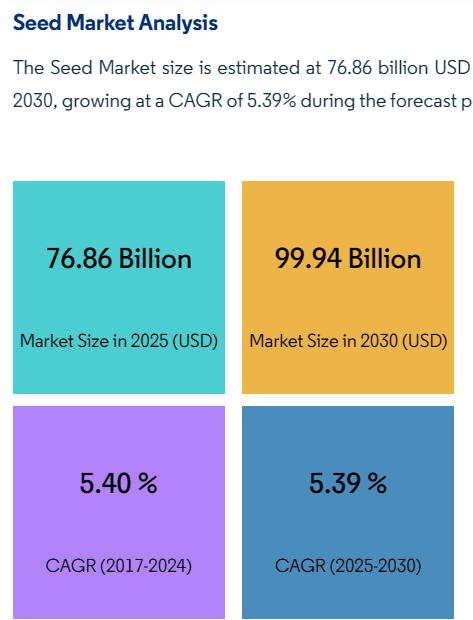 Seed Market Analysis
The Seed Market size is estimated at 76.86 billion USD
2030, growing at a CAGR of 5.39% during the forecast p
76.86 Billion
Market Size in 2025 (USD)
99.94 Billion
Market Size in 2030 (USD)
5.40 %
CAGR (2017-2024)
5.39 %
CAGR (2025-2030)